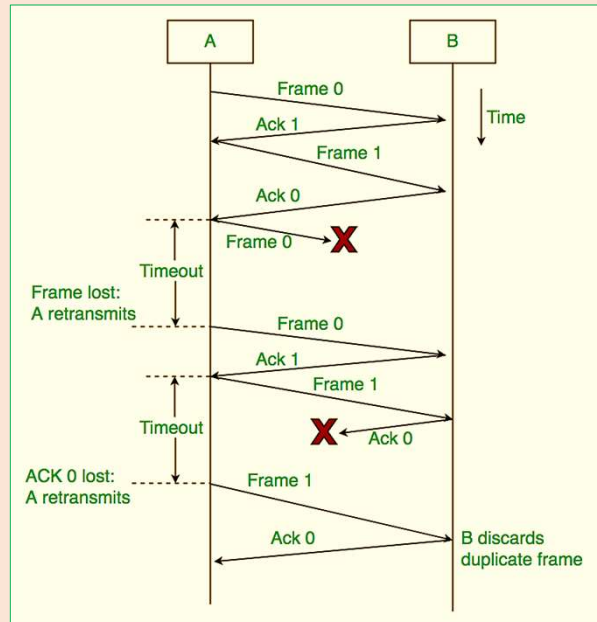 A
B
Frame 0
Time
Ack 1
Frame 1
Ack 0
Frame 0
Timeout
Frame lost:
A retransmits
Frame 0
Ack 1
Frame 1
Timeout
Ack 0
ACK 0 lost:
A retransmits
Frame 1
Ack 0
B discards
duplicate frame